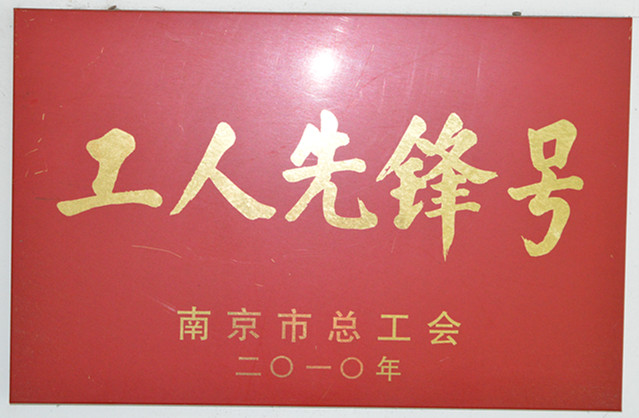 工人先锋号
南京市总工会
二〇一〇年